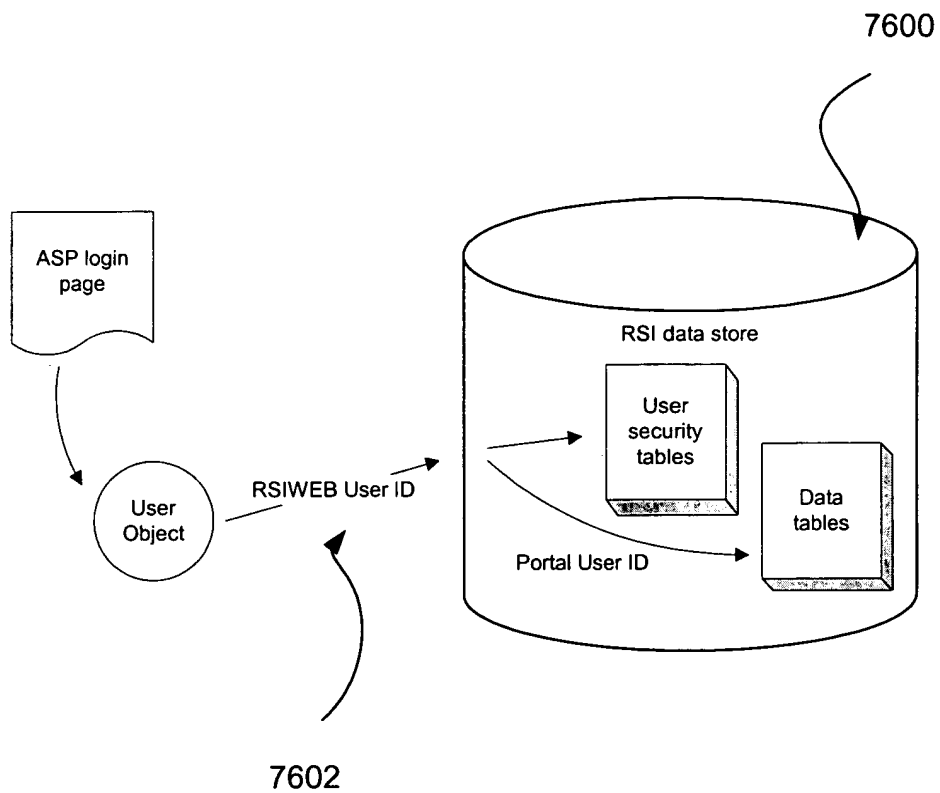 7600
ASP login
page
RSI data store
User
security
tables
RSIWEB User ID
User
Object
Data
tables
Portal User ID
7602